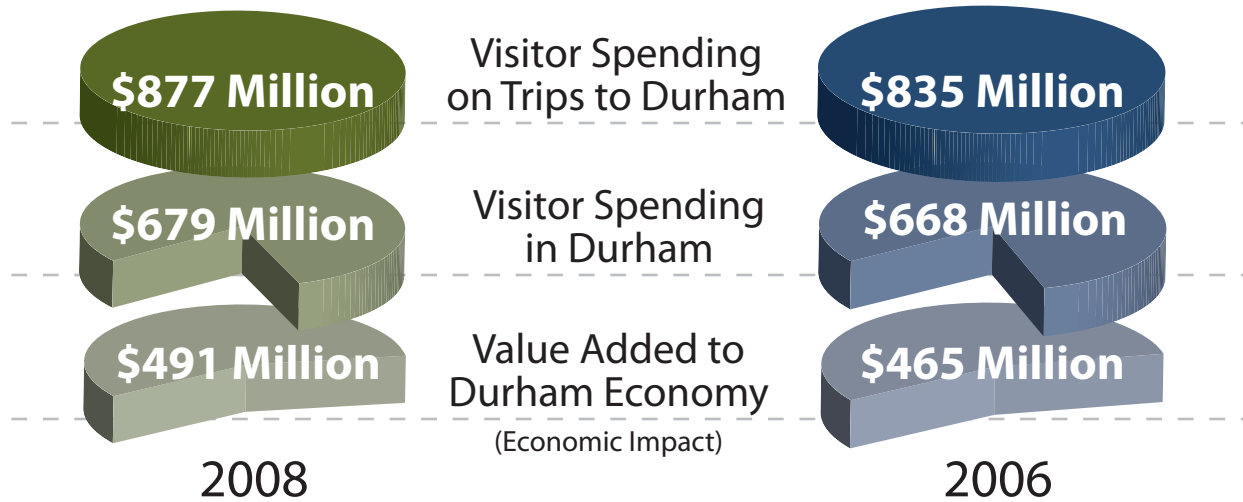 $877 Million
Visitor Spending
on Trips to Durham
$835 Million
$679 Million
Visitor Spending
in Durham
$668 Million
$491 Million
Value Added to
Durham Economy
(Economic Impact)
$465 Million
2008
2006